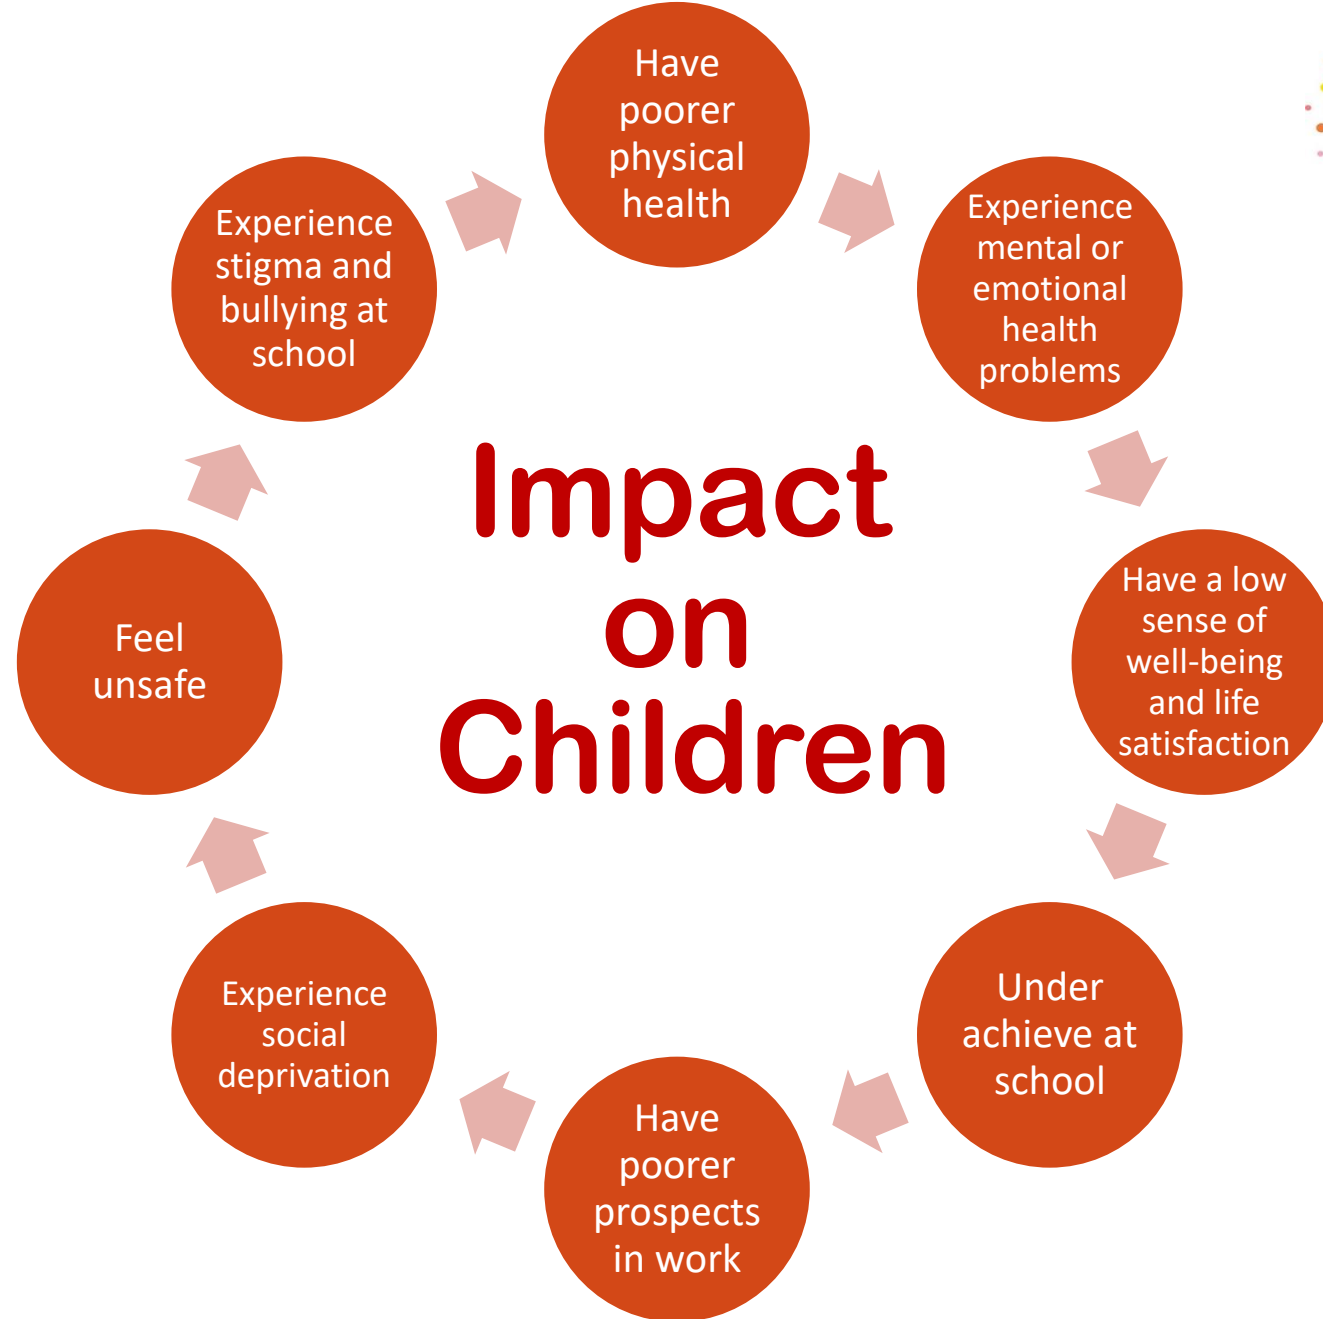 Have
poorer
physical
health
Experience
mental or
emotional
health
problems
Have a low
sense of
well-being
and life
satisfaction
Under
achieve at
school
Have
poorer
prospects
in work
Experience
social
deprivation
Feel
unsafe
Experience
stigma and
bullying at
school
Impact
on
Children